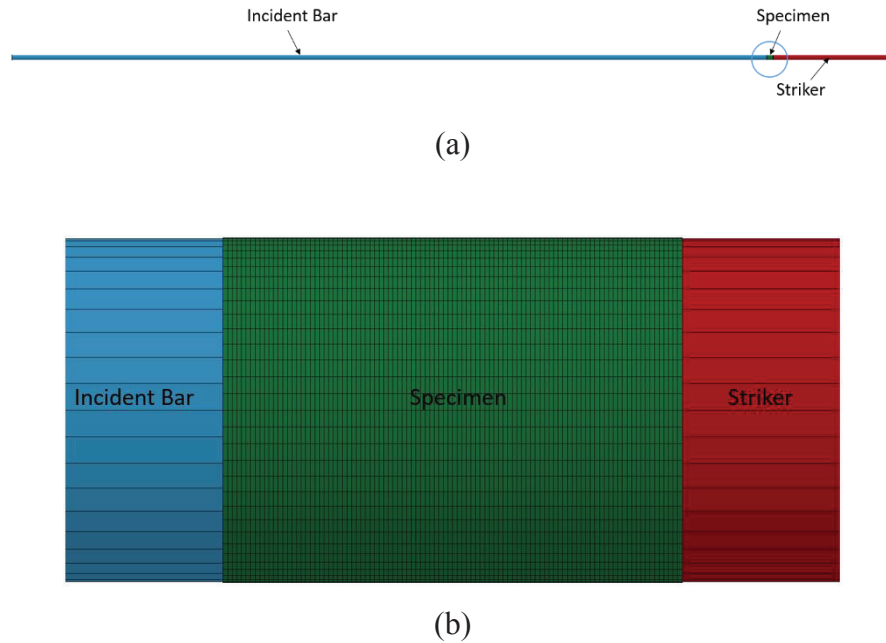 Incident Bar
Specimen
Striker
(a)
Incident Bar
Specimen
Striker
(b)